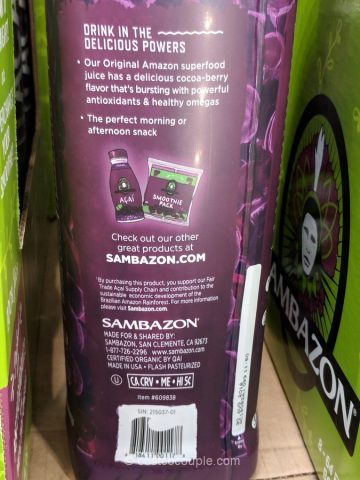 DRINK IN THE
DELICIOUS POWERS
• Our Original Amazon superfood
juice has a delicious cocoa-berry
flavor that's bursting with powerful
antioxidants & healthy omegas
• The perfect morning or
afternoon snack
AÇAÍ
SMOOTHIE
PACK
Check out our other
great products at
SAMBAZON.COM
*By purchasing this product, you support our Fair
Trade Açaí Supply Chain and contribution to the
sustainable economic development of the
Brazilian Amazon Rainforest. For more information
please visit Sambazon.com.
SAMBAZON®
MADE FOR & SHARED BY:
SAMBAZON, SAN CLEMENTE, CA 92673
1-877-726-2296 www.sambazon.com
CERTIFIED ORGANIC BY QAI
MADE IN USA • FLASH PASTEURIZED
U
CA CRV • ME • HI 5¢
Item #609838
SIN: 215037-01
AMBAZON